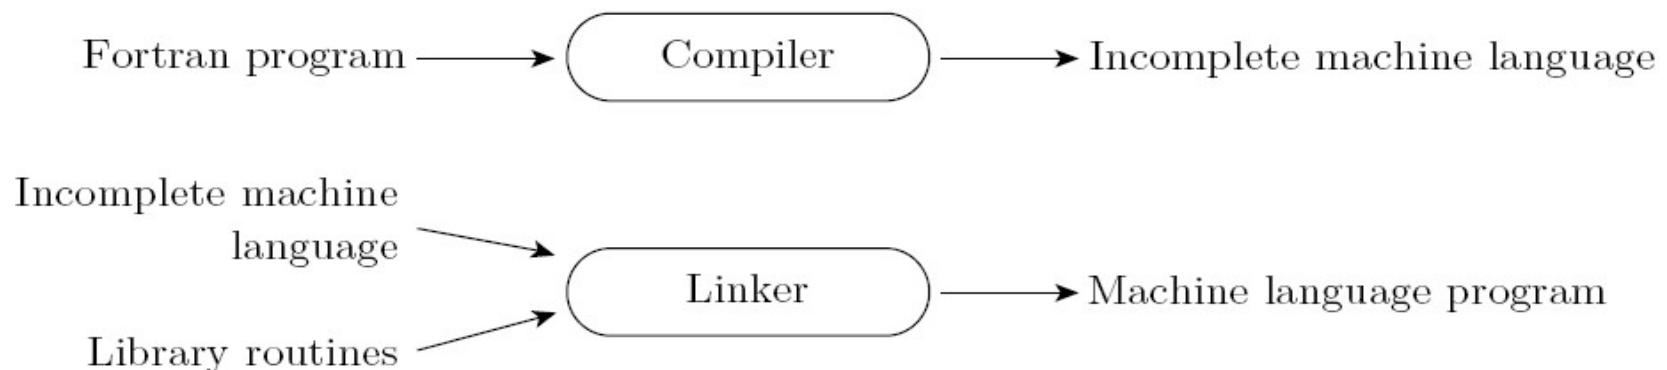 Fortran program
Compiler
Incomplete machine language
Incomplete machine
language
Linker
Machine language program
Library routines